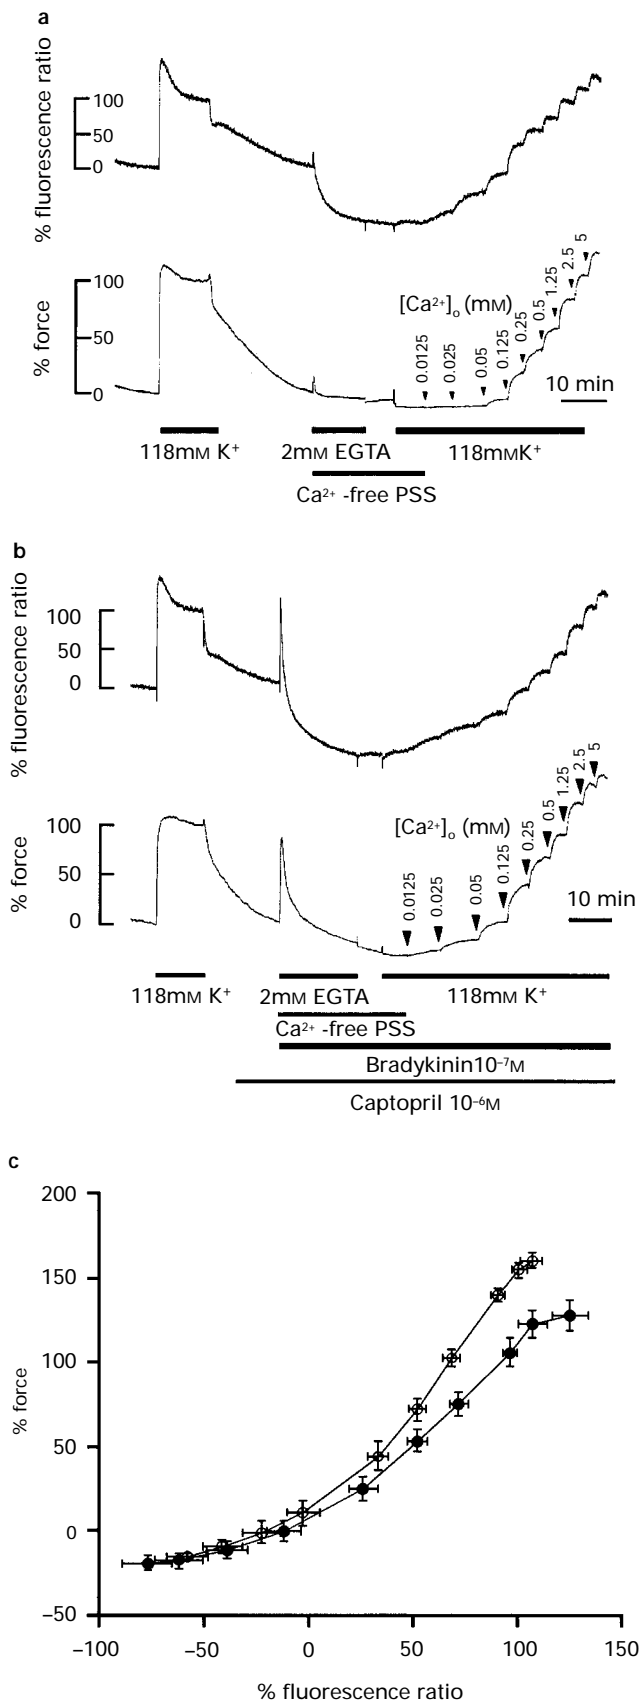 a
% fluorescence ratio
100
50
0
% force
100
50
0
[Ca²⁺]ₒ (mM)
0.0125
0.025
0.05
0.125
0.25
0.5
1.25
2.5
5
10 min
118mM K⁺
2mM EGTA
118mMK⁺
Ca²⁺ -free PSS
b
% fluorescence ratio
100
50
0
% force
100
50
0
[Ca²⁺]ₒ (mM)
0.0125
0.025
0.05
0.125
0.25
0.5
1.25
2.5
5
10 min
118mM K⁺
2mM EGTA
118mM K⁺
Ca²⁺ -free PSS
Bradykinin10⁻⁷M
Captopril 10⁻⁶M
c
% force
200
150
100
50
0
−50
−100
−50
0
50
100
150
% fluorescence ratio